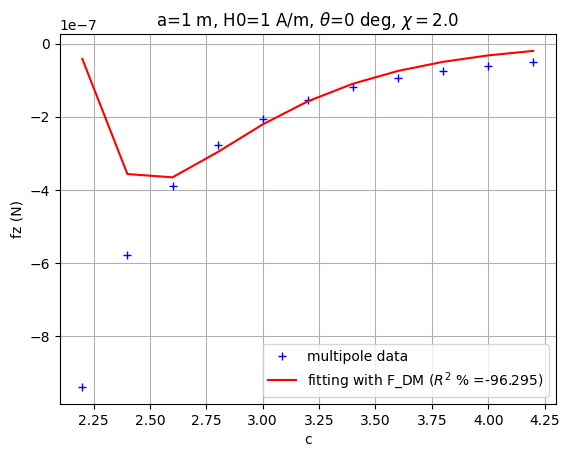 a=1 m, H0=1 A/m, θ=0 deg, χ = 2.0
1e−7
0
−2
−4
−6
−8
fz (N)
multipole data
fitting with F_DM (R² % =-96.295)
2.25 2.50 2.75 3.00 3.25 3.50 3.75 4.00 4.25
c